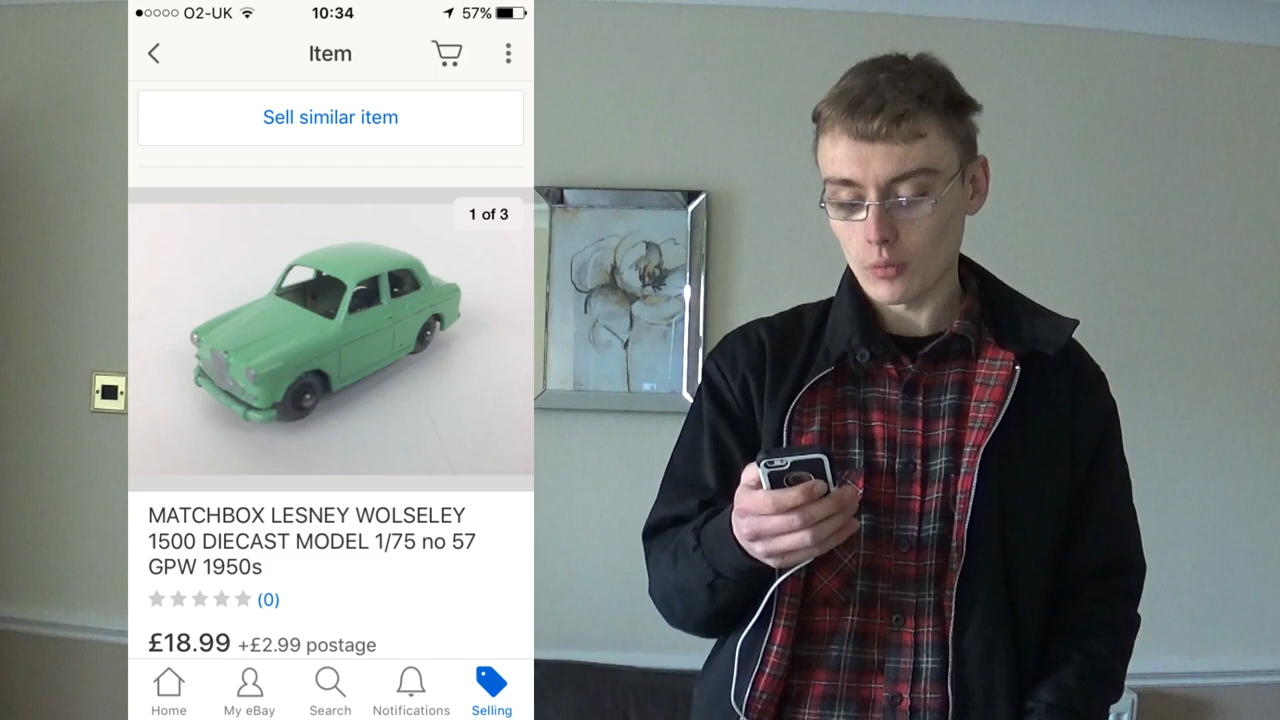 O2-UK 10:34 57%
Item
Sell similar item
1 of 3
MATCHBOX LESNEY WOLSELEY
1500 DIECAST MODEL 1/75 no 57
GPW 1950s
(0)
£18.99 +£2.99 postage
Home My eBay Search Notifications Selling